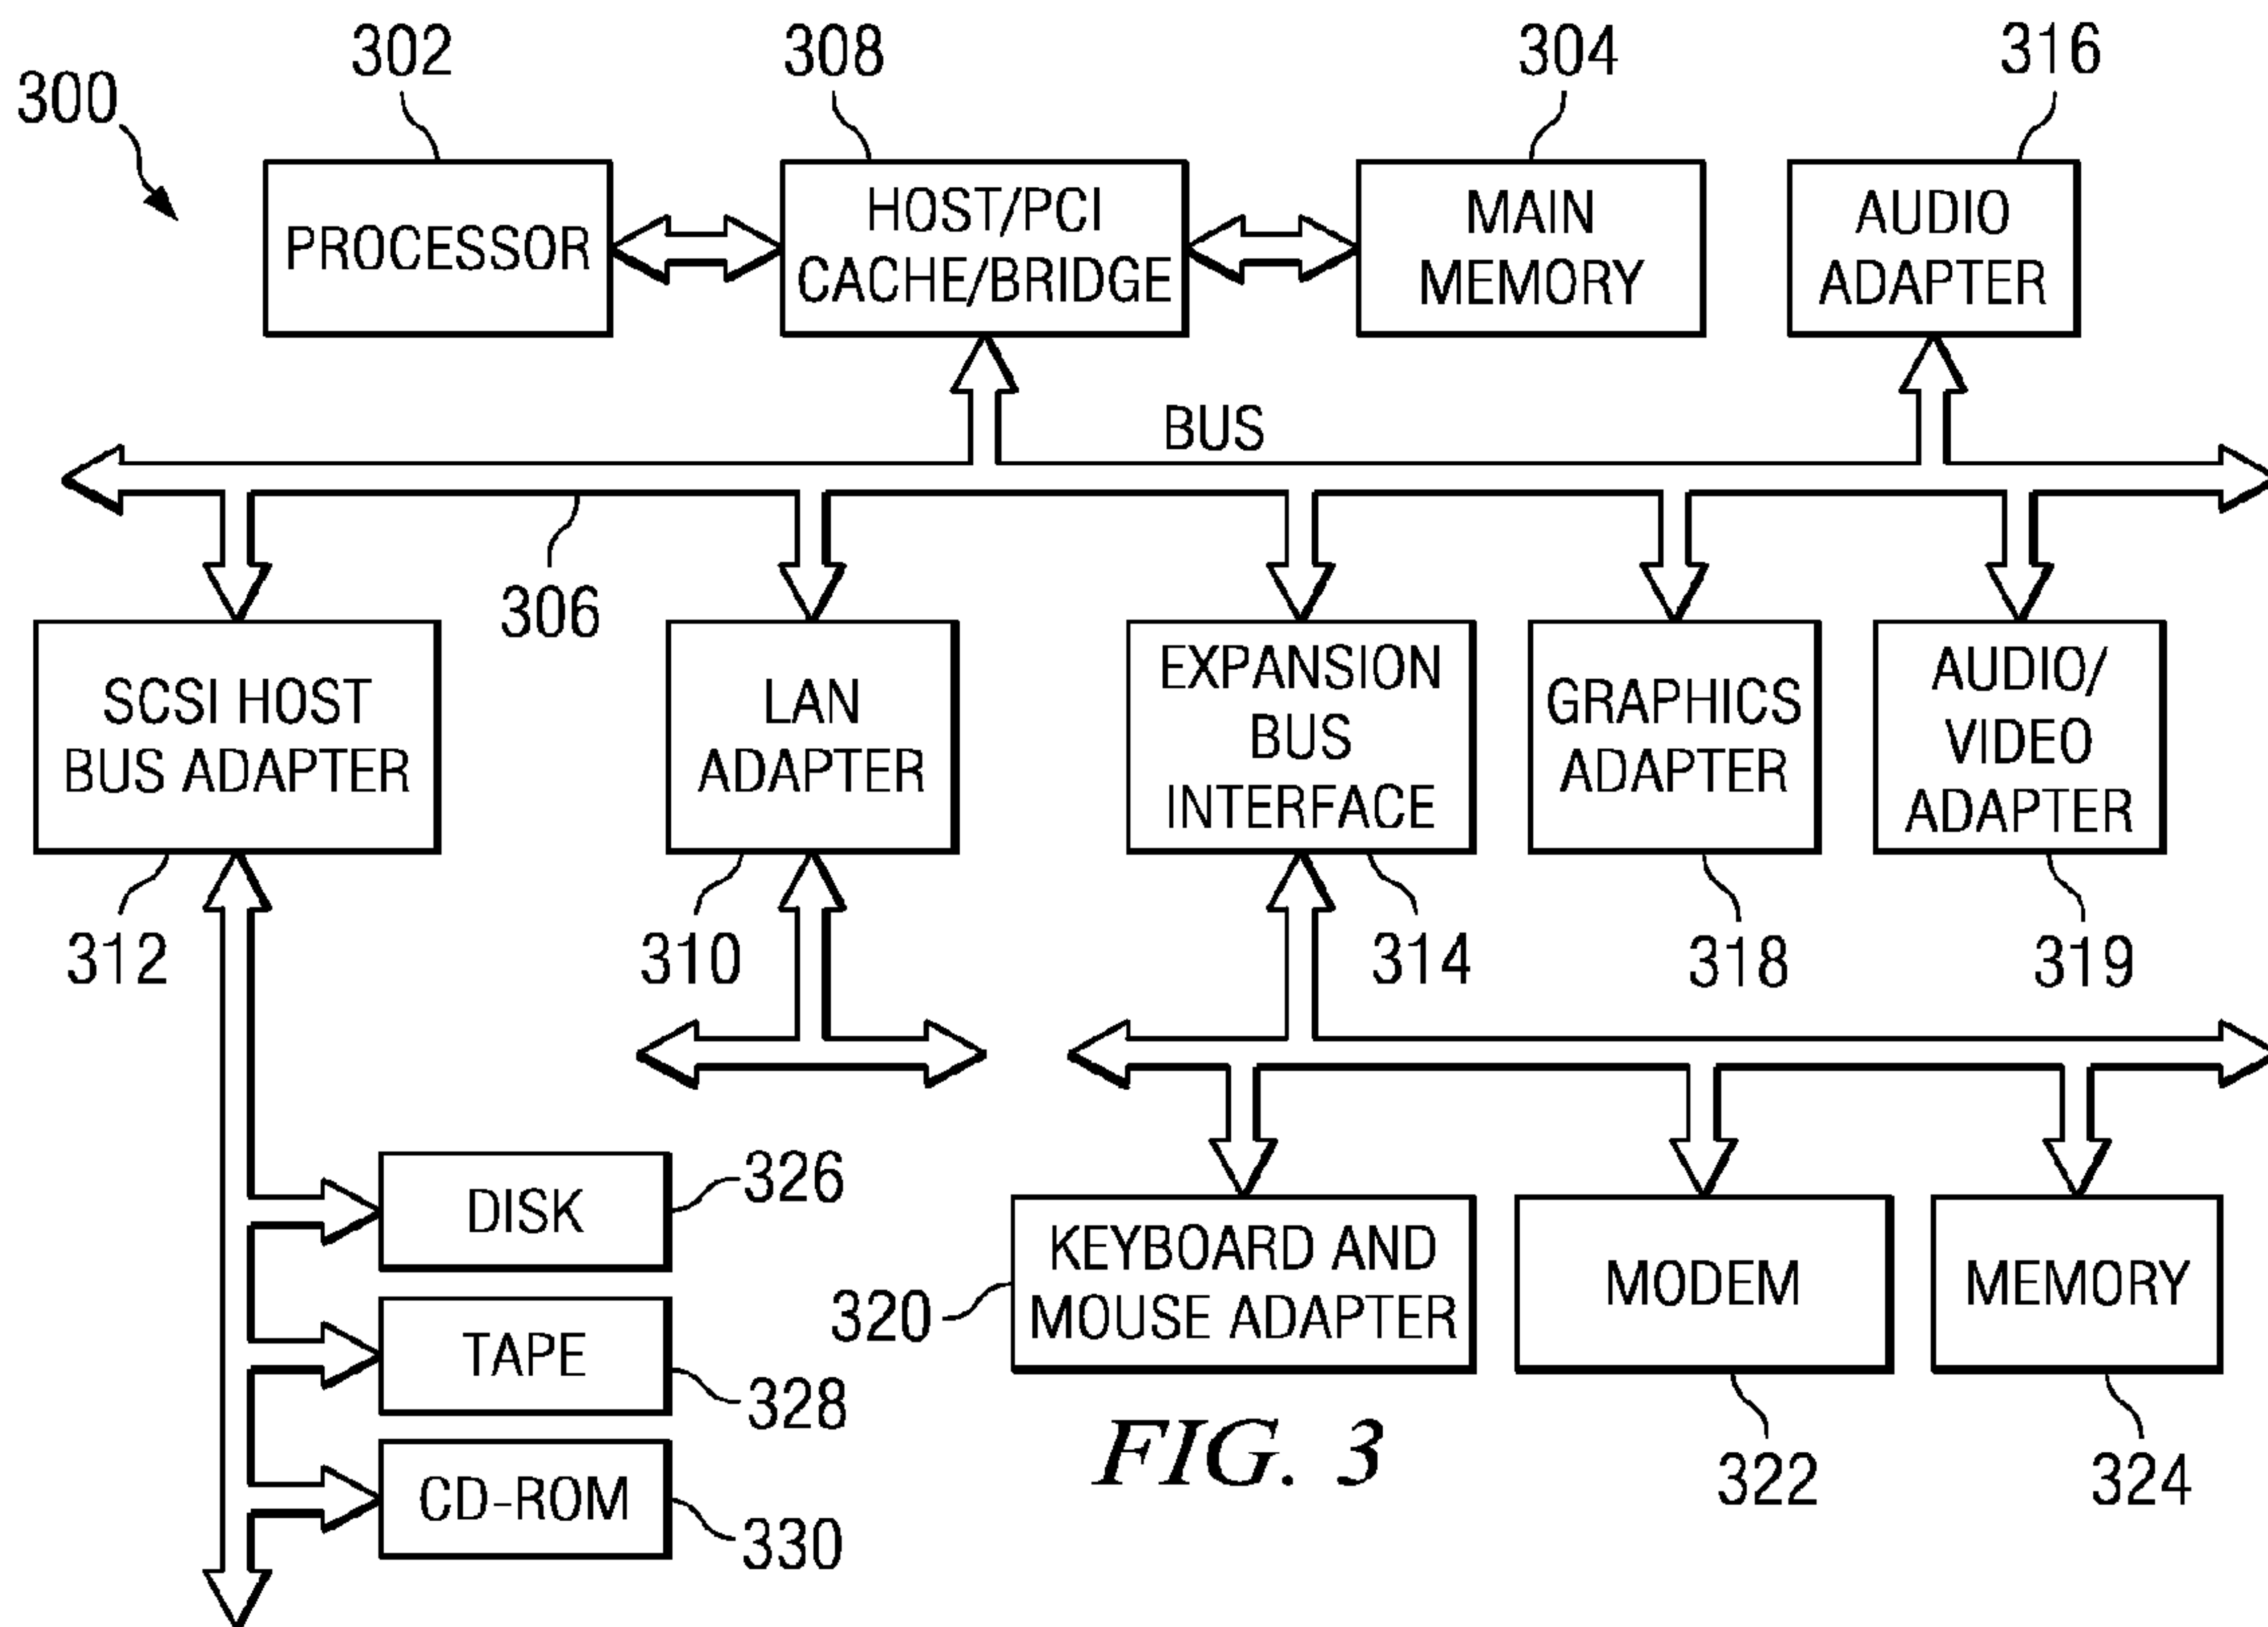 300
302
308
304
316
PROCESSOR
HOST/PCI
CACHE/BRIDGE
MAIN
MEMORY
AUDIO
ADAPTER
BUS
306
SCSI HOST
BUS ADAPTER
LAN
ADAPTER
EXPANSION
BUS
INTERFACE
GRAPHICS
ADAPTER
AUDIO/
VIDEO
ADAPTER
312
310
314
318
319
DISK
326
TAPE
328
CD-ROM
330
320
KEYBOARD AND
MOUSE ADAPTER
MODEM
MEMORY
322
324
FIG. 3